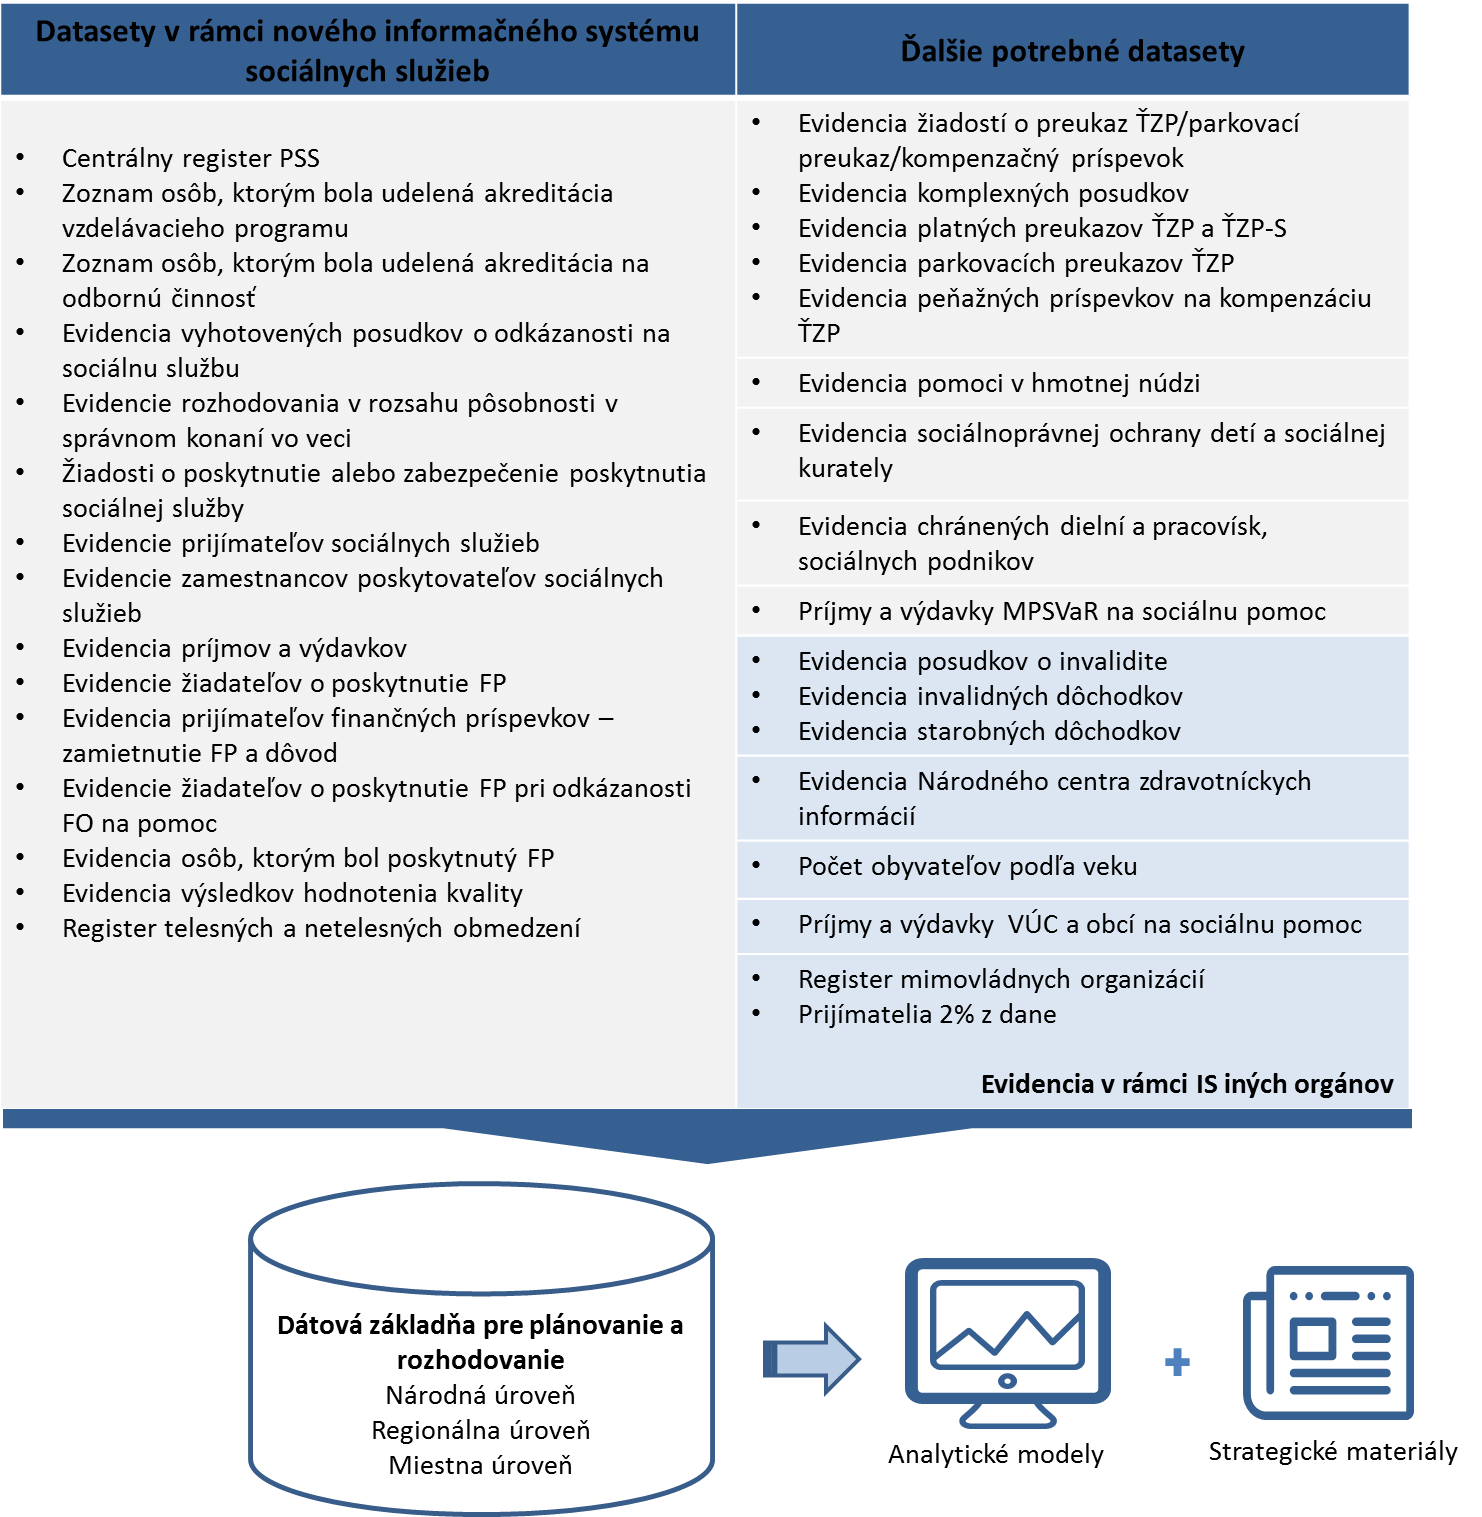 Datasety v rámci nového informačného systému
sociálnych služieb
Ďalšie potrebné datasety
• Centrálny register PSS
• Zoznam osôb, ktorým bola udelená akreditácia
vzdelávacieho programu
• Zoznam osôb, ktorým bola udelená akreditácia na
odbornú činnosť
• Evidencia vyhotovených posudkov o odkázanosti na
sociálnu službu
• Evidencie rozhodovania v rozsahu pôsobnosti v
správnom konaní vo veci
• Žiadosti o poskytnutie alebo zabezpečenie poskytnutia
sociálnej služby
• Evidencie prijímateľov sociálnych služieb
• Evidencie zamestnancov poskytovateľov sociálnych
služieb
• Evidencia príjmov a výdavkov
• Evidencie žiadateľov o poskytnutie FP
• Evidencia prijímateľov finančných príspevkov –
zamietnutie FP a dôvod
• Evidencie žiadateľov o poskytnutie FP pri odkázanosti
FO na pomoc
• Evidencia osôb, ktorým bol poskytnutý FP
• Evidencia výsledkov hodnotenia kvality
• Register telesných a netelesných obmedzení
• Evidencia žiadostí o preukaz ŤZP/parkovací
preukaz/kompenzačný príspevok
• Evidencia komplexných posudkov
• Evidencia platných preukazov ŤZP a ŤZP-S
• Evidencia parkovacích preukazov ŤZP
• Evidencia peňažných príspevkov na kompenzáciu
ŤZP
• Evidencia pomoci v hmotnej núdzi
• Evidencia sociálnoprávnej ochrany detí a sociálnej
kurately
• Evidencia chránených dielní a pracovísk,
sociálnych podnikov
• Príjmy a výdavky MPSVaR na sociálnu pomoc
• Evidencia posudkov o invalidite
• Evidencia invalidných dôchodkov
• Evidencia starobných dôchodkov
• Evidencia Národného centra zdravotníckych
informácií
• Počet obyvateľov podľa veku
• Príjmy a výdavky VÚC a obcí na sociálnu pomoc
• Register mimovládnych organizácií
• Prijímatelia 2% z dane
Evidencia v rámci IS iných orgánov
Dátová základňa pre plánovanie a
rozhodovanie
Národná úroveň
Regionálna úroveň
Miestna úroveň
Analytické modely
+
Strategické materiály